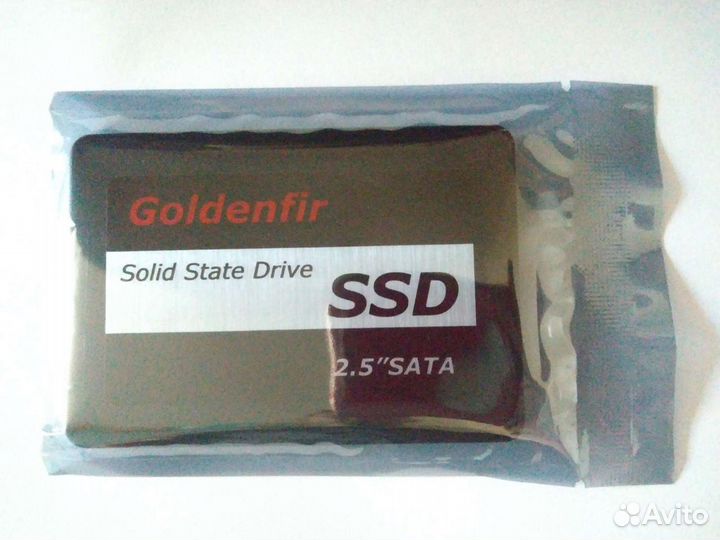 Goldenfir
Solid State Drive
SSD
2.5"SATA
Avito